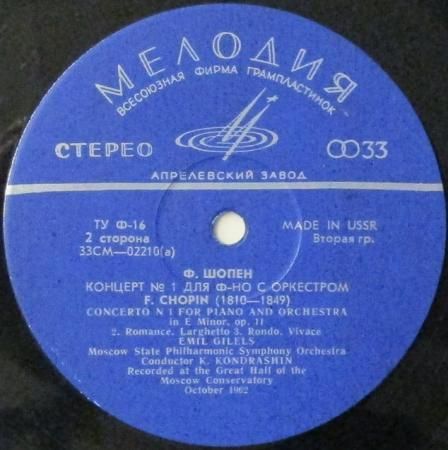 МЕЛОДИЯ
ВСЕСОЮЗНАЯ ФИРМА ГРАМПЛАСТИНОК
СТЕРЕО
33
АПРЕЛЕВСКИЙ ЗАВОД
ТУ Ф-16
MADE IN USSR
2 сторона
Вторая гр.
33СМ—02210(а)
Ф. ШОПЕН
КОНЦЕРТ № 1 ДЛЯ Ф-НО С ОРКЕСТРОМ
F. CHOPIN (1810—1849)
CONCERTO N 1 FOR PIANO AND ORCHESTRA
in E Minor, op. 11
2. Romance. Larghetto 3. Rondo. Vivace
EMIL GILELS
Moscow State Philharmonic Symphony Orchestra
Conductor K. KONDRASHIN
Recorded at the Great Hall of the
Moscow Conservatory
October 1962